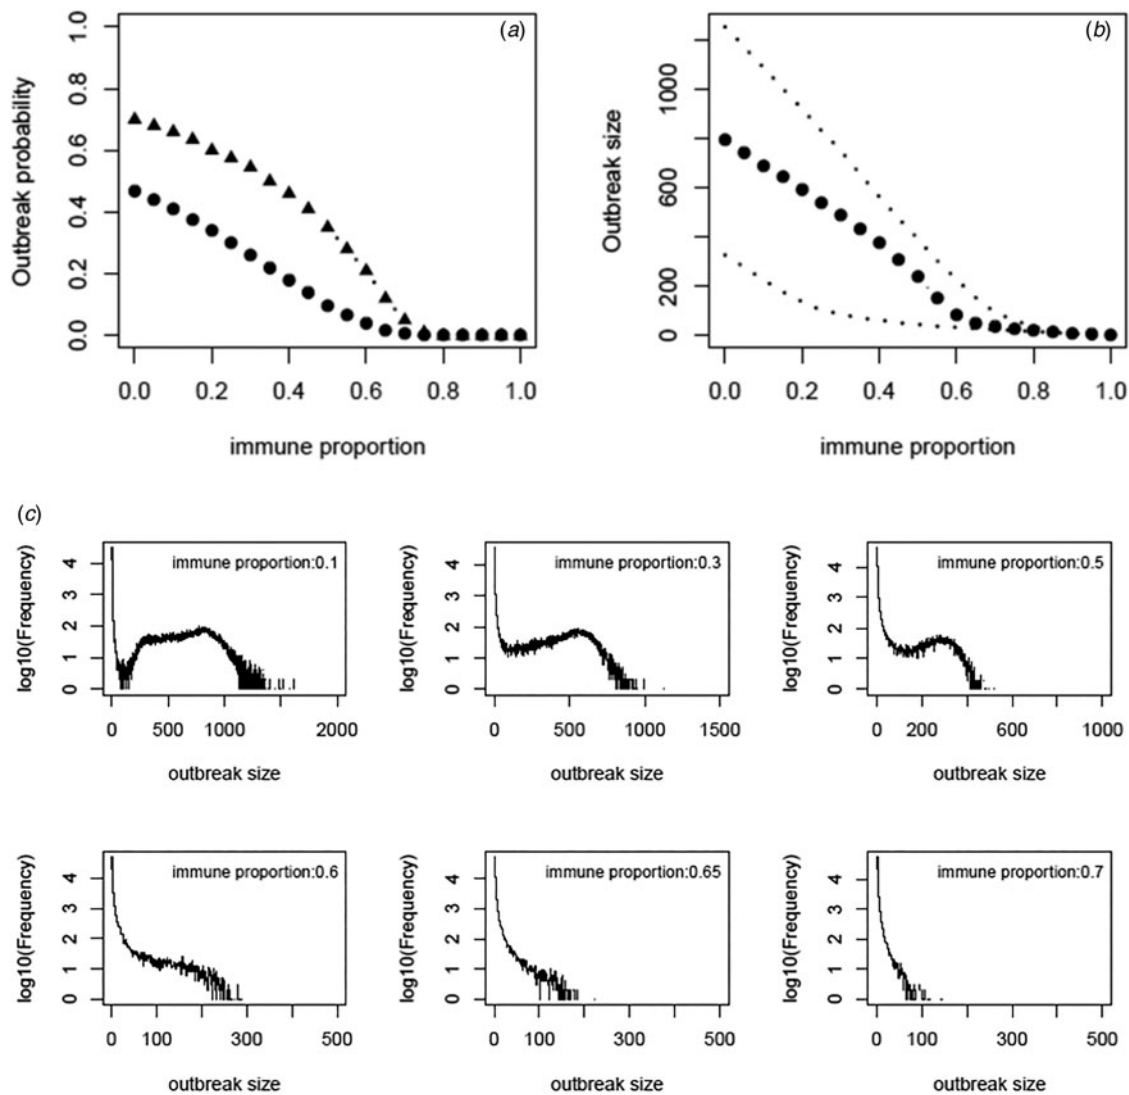 (a)
Outbreak probability
1.0
0.8
0.6
0.4
0.2
0.0
0.0 0.2 0.4 0.6 0.8 1.0
immune proportion
(b)
Outbreak size
1000
600
200
0
0.0 0.2 0.4 0.6 0.8 1.0
immune proportion
(c)
log10(Frequency)
4
3
2
1
0
immune proportion:0.1
0 500 1000 2000
outbreak size
log10(Frequency)
4
3
2
1
0
immune proportion:0.3
0 500 1000 1500
outbreak size
log10(Frequency)
4
3
2
1
0
immune proportion:0.5
0 200 400 600 1000
outbreak size
log10(Frequency)
4
3
2
1
0
immune proportion:0.6
0 100 300 500
outbreak size
log10(Frequency)
4
3
2
1
0
immune proportion:0.65
0 100 300 500
outbreak size
log10(Frequency)
4
3
2
1
0
immune proportion:0.7
0 100 300 500
outbreak size